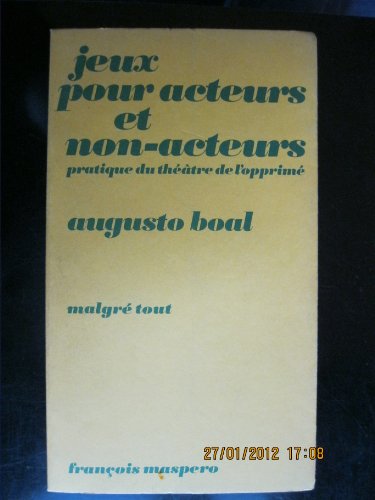 jeux
pour acteurs
et
non-acteurs
pratique du théâtre de l'opprimé
augusto boal
malgré tout
françois maspero
27/01/2012 17:08